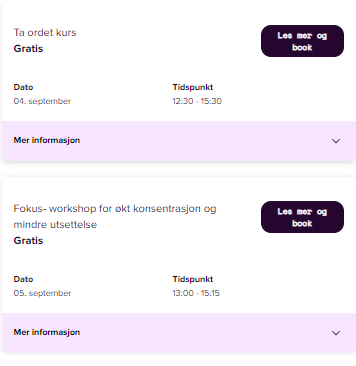 Ta ordet kurs
Gratis
Les mer og
book
Dato
Tidspunkt
04. september
12:30 - 15:30
Mer informasjon
Fokus- workshop for økt konsentrasjon og
mindre utsettelse
Gratis
Les mer og
book
Dato
Tidspunkt
05. september
13:00 - 15:15
Mer informasjon